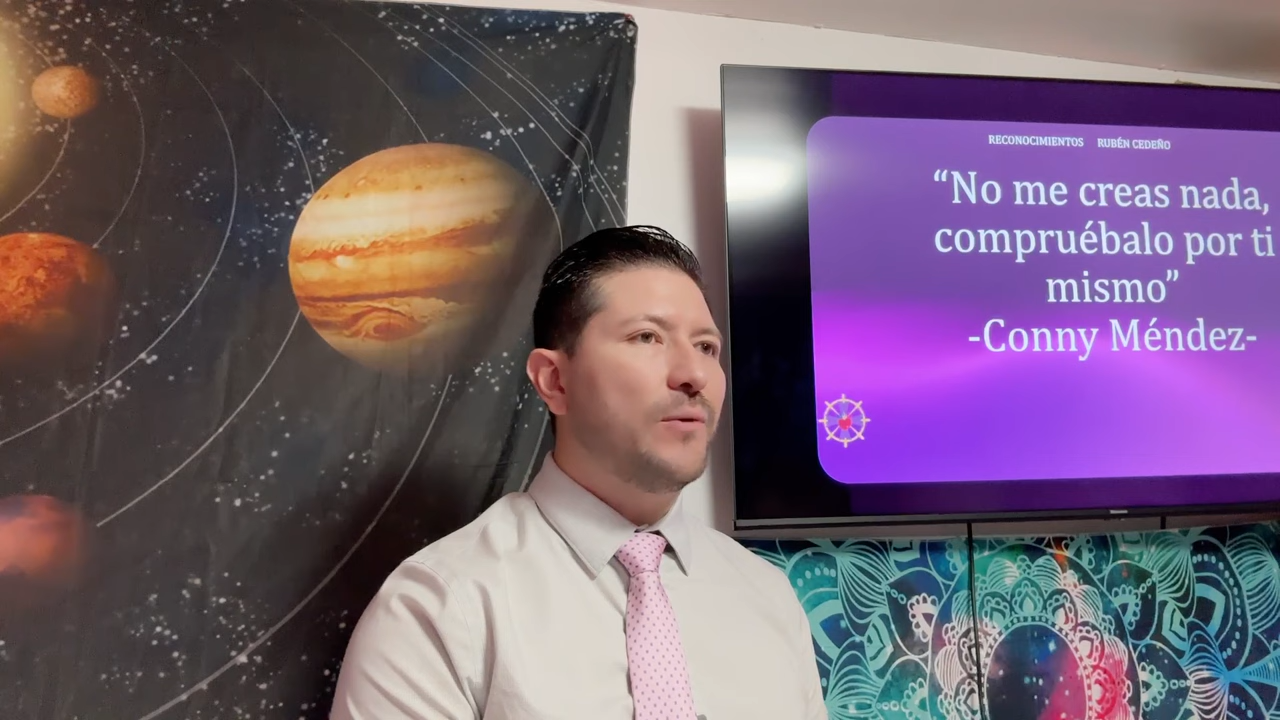 RECONOCIMIENTOS RUBÉN CEDEÑO
“No me creas nada,
compruébalo por ti
mismo”
-Conny Méndez-